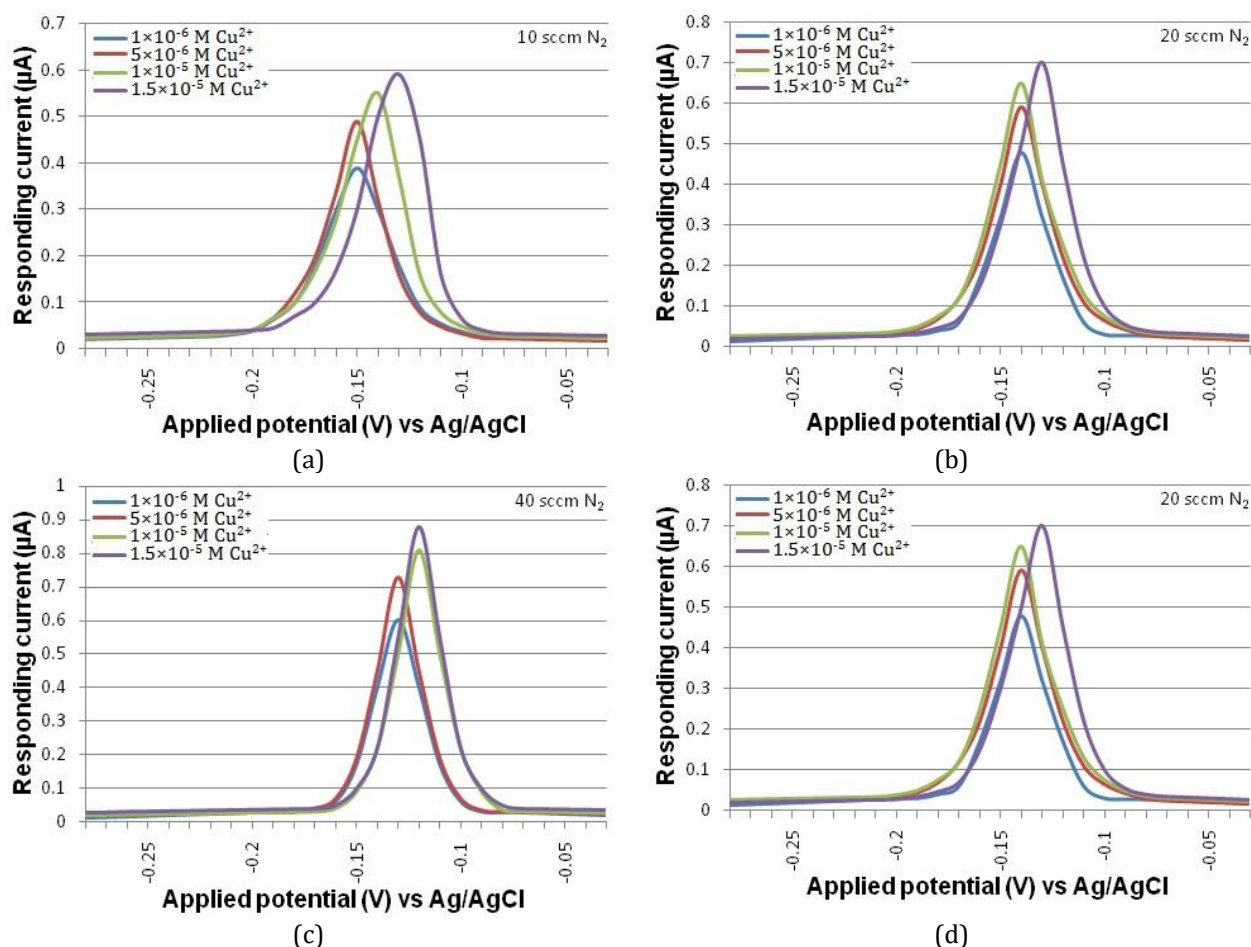 10 sccm N₂
1×10⁻⁶ M Cu²⁺
5×10⁻⁶ M Cu²⁺
1×10⁻⁵ M Cu²⁺
1.5×10⁻⁵ M Cu²⁺
Responding current (µA)
0.7
0.6
0.5
0.4
0.3
0.2
0.1
0
-0.25
-0.2
-0.15
-0.1
-0.05
Applied potential (V) vs Ag/AgCl
(a)
20 sccm N₂
1×10⁻⁶ M Cu²⁺
5×10⁻⁶ M Cu²⁺
1×10⁻⁵ M Cu²⁺
1.5×10⁻⁵ M Cu²⁺
Responding current (µA)
0.8
0.7
0.6
0.5
0.4
0.3
0.2
0.1
0
-0.25
-0.2
-0.15
-0.1
-0.05
Applied potential (V) vs Ag/AgCl
(b)
40 sccm N₂
1×10⁻⁶ M Cu²⁺
5×10⁻⁶ M Cu²⁺
1×10⁻⁵ M Cu²⁺
1.5×10⁻⁵ M Cu²⁺
Responding current (µA)
1
0.9
0.8
0.7
0.6
0.5
0.4
0.3
0.2
0.1
0
-0.25
-0.2
-0.15
-0.1
-0.05
Applied potential (V) vs Ag/AgCl
(c)
20 sccm N₂
1×10⁻⁶ M Cu²⁺
5×10⁻⁶ M Cu²⁺
1×10⁻⁵ M Cu²⁺
1.5×10⁻⁵ M Cu²⁺
Responding current (µA)
0.8
0.7
0.6
0.5
0.4
0.3
0.2
0.1
0
-0.25
-0.2
-0.15
-0.1
-0.05
Applied potential (V) vs Ag/AgCl
(d)